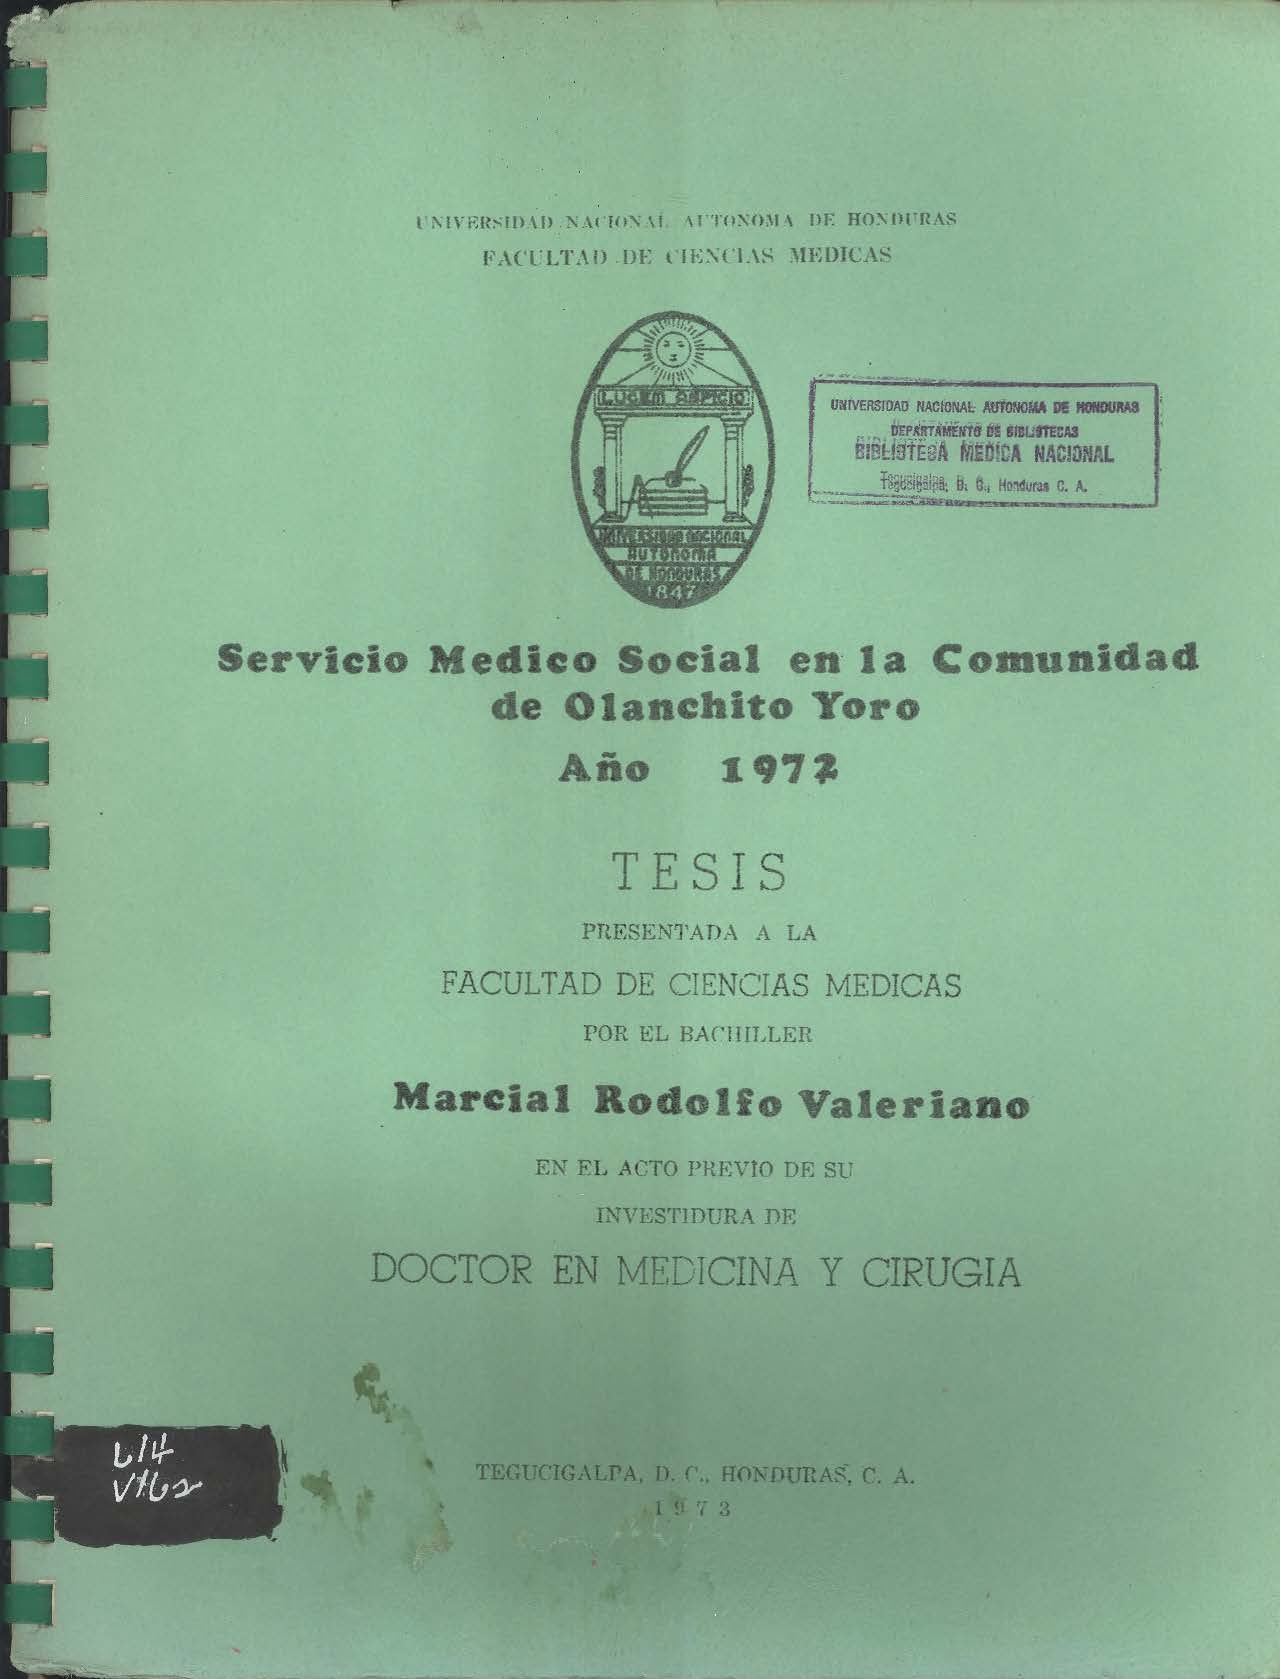 UNIVERSIDAD NACIONAL AUTONOMA DE HONDURAS
FACULTAD DE CIENCIAS MEDICAS
LUCEM ASPICIO
UNIVERSIDAD NACIONAL
AUTONOMA
DE HONDURAS
1847
UNIVERSIDAD NACIONAL AUTONOMA DE HONDURAS
DEPARTAMENTO DE BIBLIOTECAS
BIBLIOTECA MEDICA NACIONAL
Tegucigalpa, D. C., Honduras C. A.
Servicio Medico Social en la Comunidad
de Olanchito Yoro
Año 1972
TESIS
PRESENTADA A LA
FACULTAD DE CIENCIAS MEDICAS
POR EL BACHILLER
Marcial Rodolfo Valeriano
EN EL ACTO PREVIO DE SU
INVESTIDURA DE
DOCTOR EN MEDICINA Y CIRUGIA
614
V162
TEGUCIGALPA, D. C., HONDURAS, C. A.
1973